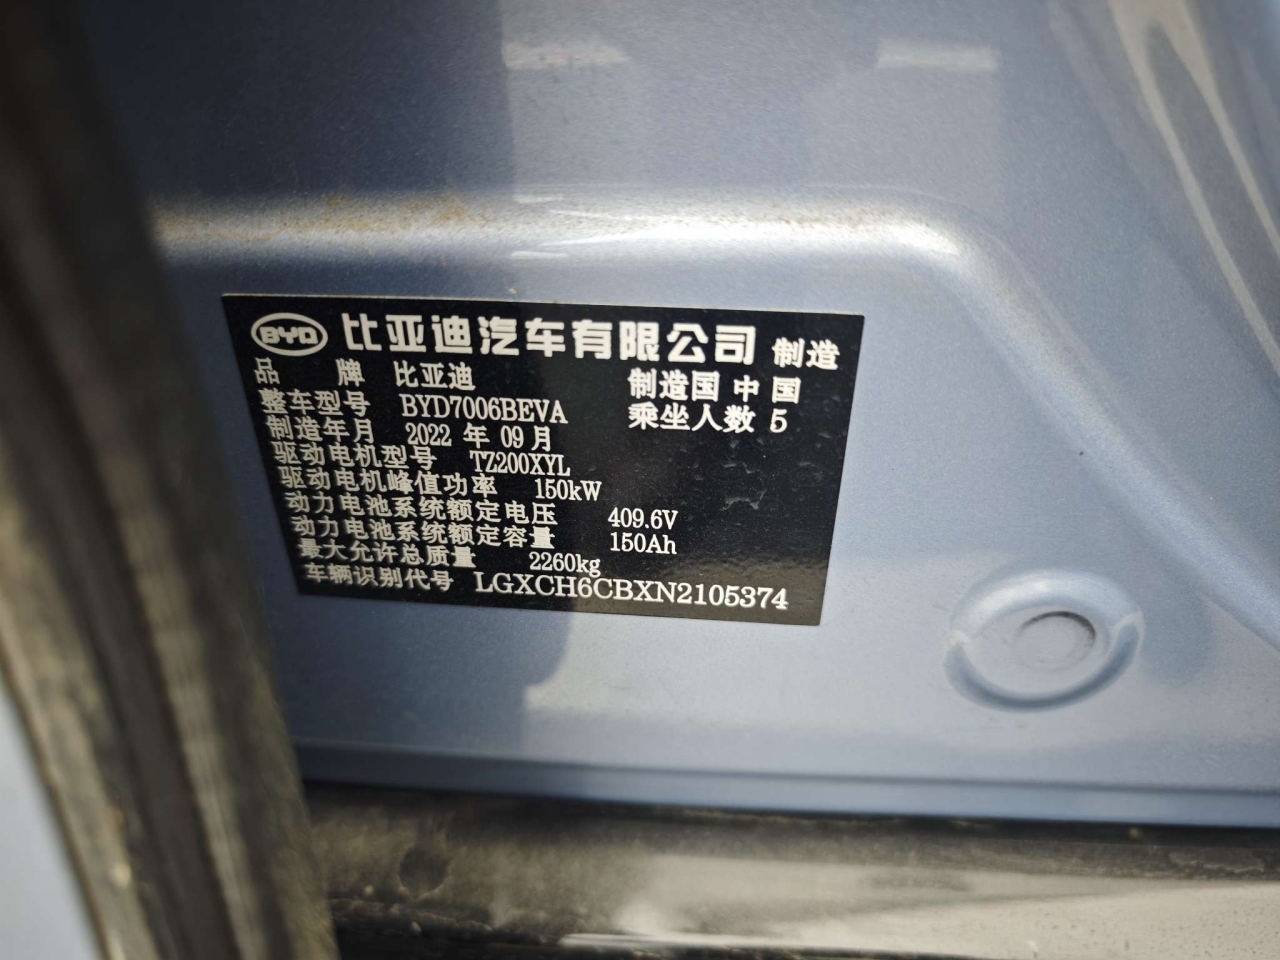 BYD 比亚迪汽车有限公司 制造
品牌 比亚迪 制造国 中国
整车型号 BYD7006BEVA 乘坐人数 5
制造年月 2022 年 09 月
驱动电机型号 TZ200XYL
驱动电机峰值功率 150kW
动力电池系统额定电压 409.6V
动力电池系统额定容量 150Ah
最大允许总质量 2260kg
车辆识别代号 LGXCH6CBXN2105374